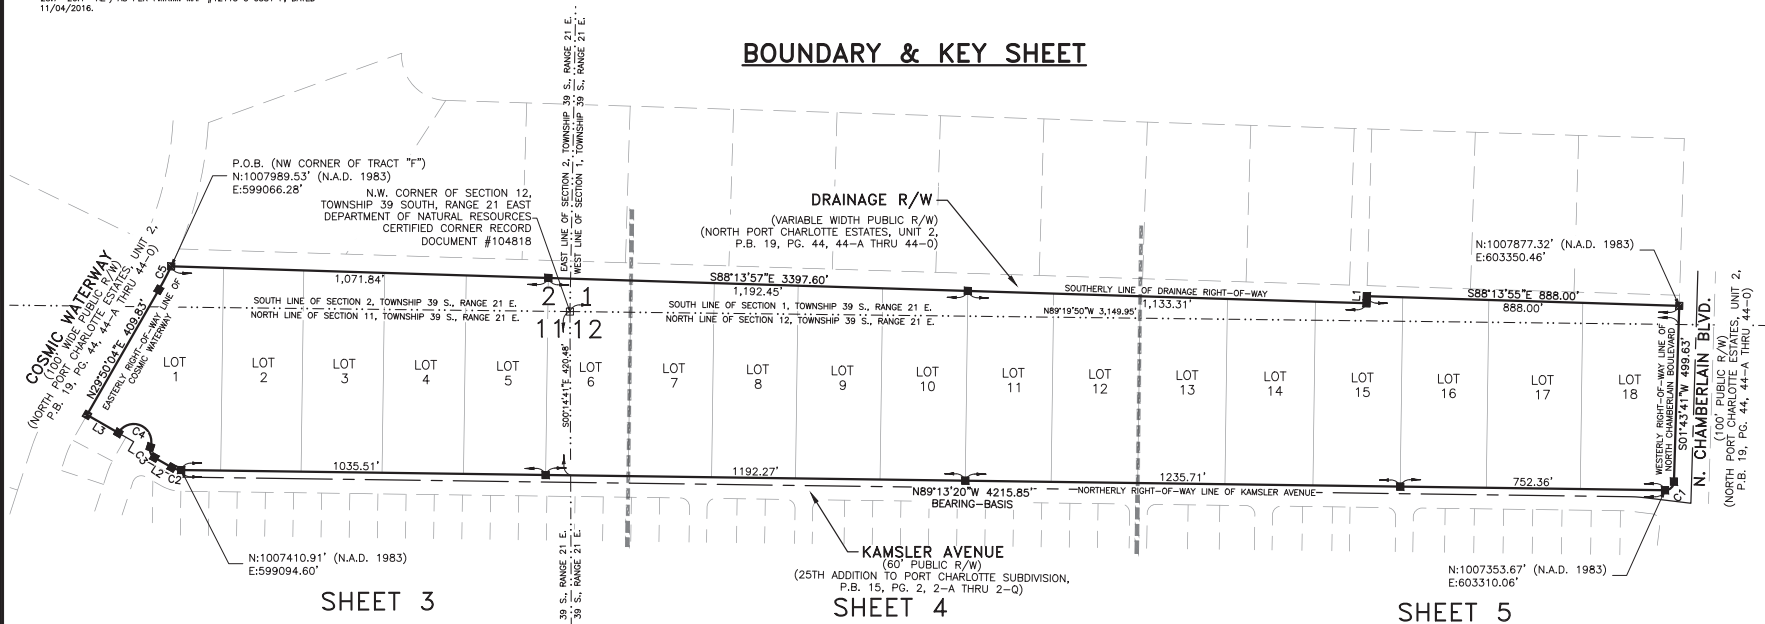 11/04/2016.
BOUNDARY & KEY SHEET
P.O.B. (NW CORNER OF TRACT "F")
N:1007989.53' (N.A.D. 1983)
E:599066.28'
N.W. CORNER OF SECTION 12,
TOWNSHIP 39 SOUTH, RANGE 21 EAST
DEPARTMENT OF NATURAL RESOURCES
CERTIFIED CORNER RECORD
DOCUMENT #104818
EAST LINE OF SECTION 2, TOWNSHIP 39 S., RANGE 21 E.
WEST LINE OF SECTION 1, TOWNSHIP 39 S., RANGE 21 E.
DRAINAGE R/W
(VARIABLE WIDTH PUBLIC R/W)
(NORTH PORT CHARLOTTE ESTATES, UNIT 2,
P.B. 19, PG. 44, 44-A THRU 44-O)
N:1007877.32' (N.A.D. 1983)
E:603350.46'
COSMIC WATERWAY
(100' WIDE PUBLIC R/W)
(NORTH PORT CHARLOTTE ESTATES, UNIT 2,
P.B. 19, PG. 44, 44-A THRU 44-O)
N29°50'04"E 409.83'
EASTERLY RIGHT-OF-WAY LINE OF
COSMIC WATERWAY
C5
1,071.84'
S88°13'57"E 3397.60'
1,192.45'
SOUTHERLY LINE OF DRAINAGE RIGHT-OF-WAY
1,133.31'
L1
S88°13'55"E 888.00'
888.00'
2
1
11
12
SOUTH LINE OF SECTION 2, TOWNSHIP 39 S., RANGE 21 E.
NORTH LINE OF SECTION 11, TOWNSHIP 39 S., RANGE 21 E.
SOUTH LINE OF SECTION 1, TOWNSHIP 39 S., RANGE 21 E.
NORTH LINE OF SECTION 12, TOWNSHIP 39 S., RANGE 21 E.
N89°19'50"W 3,149.95'
LOT
1
LOT
2
LOT
3
LOT
4
LOT
5
LOT
6
LOT
7
LOT
8
LOT
9
LOT
10
LOT
11
LOT
12
LOT
13
LOT
14
LOT
15
LOT
16
LOT
17
LOT
18
S00°14'41"E 420.48'
WESTERLY RIGHT-OF-WAY LINE OF
NORTH CHAMBERLAIN BOULEVARD
S01°43'41"W 499.63'
N. CHAMBERLAIN BLVD.
(100' PUBLIC R/W)
(NORTH PORT CHARLOTTE ESTATES, UNIT 2,
P.B. 19, PG. 44, 44-A THRU 44-O)
L3
C4
C3
L2
C2
C1
1035.51'
1192.27'
1235.71'
752.36'
N89°13'20"W 4215.85'
BEARING-BASIS
NORTHERLY RIGHT-OF-WAY LINE OF KAMSLER AVENUE
N:1007410.91' (N.A.D. 1983)
E:599094.60'
39 S., RANGE 21 E.
39 S., RANGE 21 E.
KAMSLER AVENUE
(60' PUBLIC R/W)
(25TH ADDITION TO PORT CHARLOTTE SUBDIVISION,
P.B. 15, PG. 2, 2-A THRU 2-Q)
N:1007353.67' (N.A.D. 1983)
E:603310.06'
SHEET 3
SHEET 4
SHEET 5